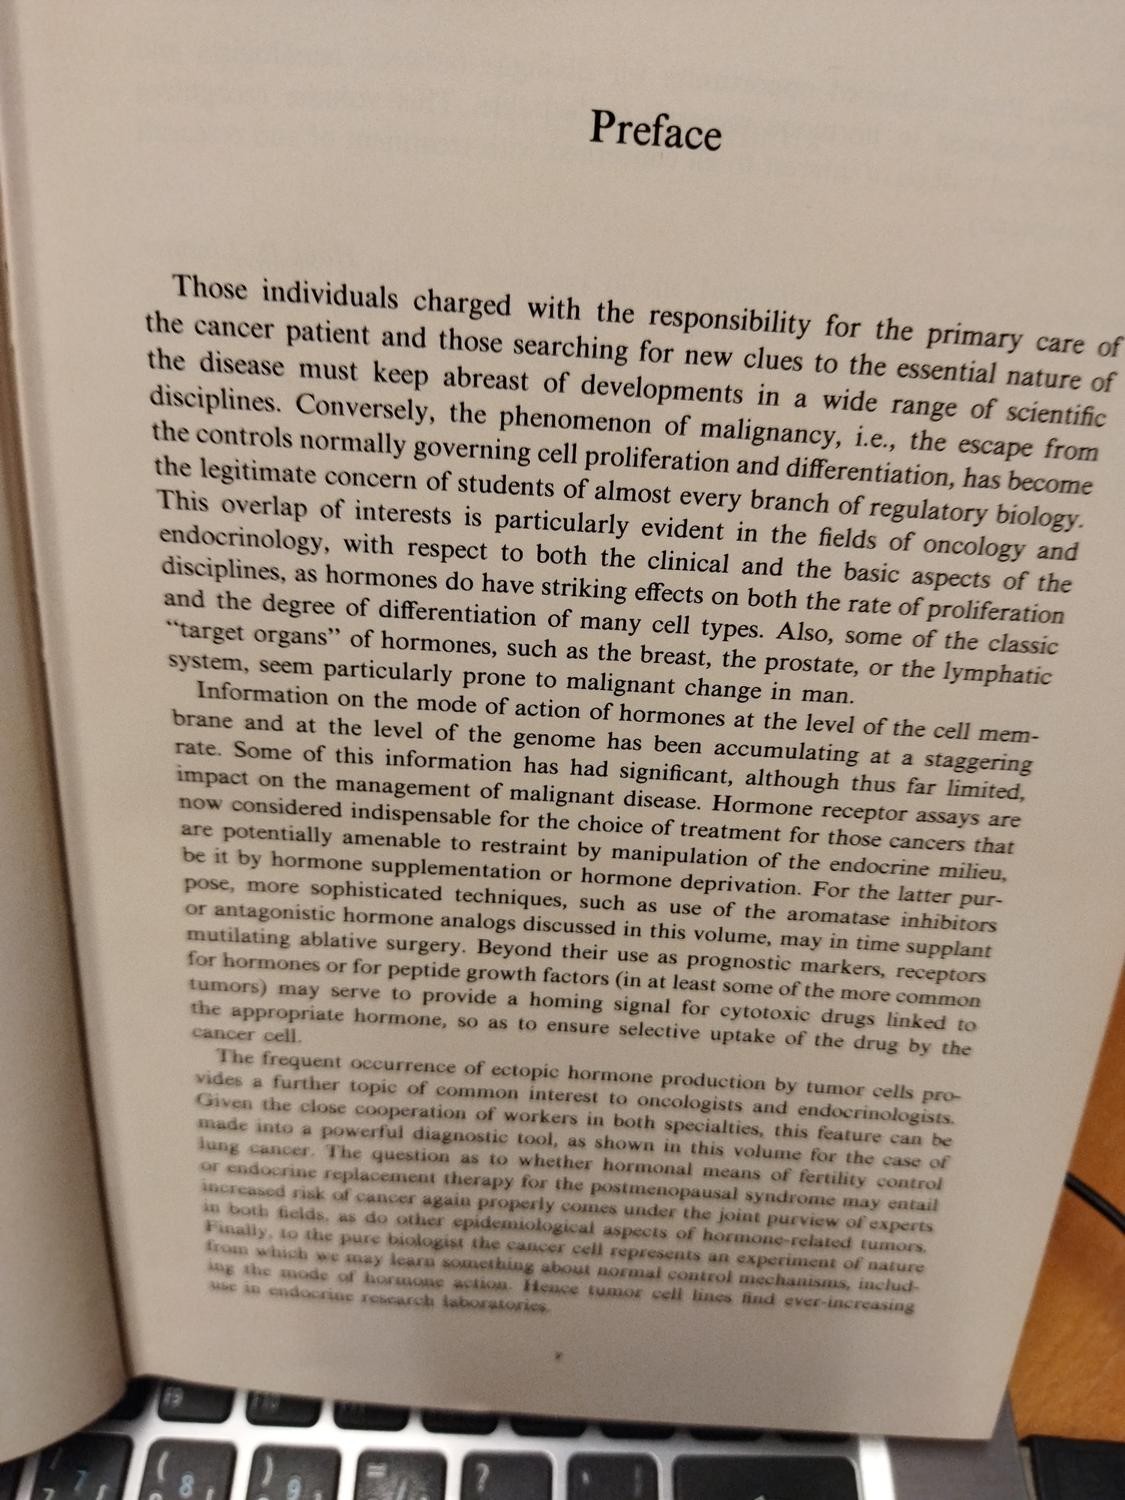 Preface
Those individuals charged with the responsibility for the primary care of
the cancer patient and those searching for new clues to the essential nature of
the disease must keep abreast of developments in a wide range of scientific
disciplines. Conversely, the phenomenon of malignancy, i.e., the escape from
the controls normally governing cell proliferation and differentiation, has become
the legitimate concern of students of almost every branch of regulatory biology.
This overlap of interests is particularly evident in the fields of oncology and
endocrinology, with respect to both the clinical and the basic aspects of the
disciplines, as hormones do have striking effects on both the rate of proliferation
and the degree of differentiation of many cell types. Also, some of the classic
“target organs” of hormones, such as the breast, the prostate, or the lymphatic
system, seem particularly prone to malignant change in man.
Information on the mode of action of hormones at the level of the cell mem-
brane and at the level of the genome has been accumulating at a staggering
rate. Some of this information has had significant, although thus far limited,
impact on the management of malignant disease. Hormone receptor assays are
now considered indispensable for the choice of treatment for those cancers that
are potentially amenable to restraint by manipulation of the endocrine milieu,
be it by hormone supplementation or hormone deprivation. For the latter pur-
pose, more sophisticated techniques, such as use of the aromatase inhibitors
or antagonistic hormone analogs discussed in this volume, may in time supplant
mutilating ablative surgery. Beyond their use as prognostic markers, receptors
for hormones or for peptide growth factors (in at least some of the more common
tumors) may serve to provide a homing signal for cytotoxic drugs linked to
the appropriate hormone, so as to ensure selective uptake of the drug by the
cancer cell.
The frequent occurrence of ectopic hormone production by tumor cells pro-
vides a further topic of common interest to oncologists and endocrinologists.
Given the close cooperation of workers in both specialties, this feature can be
made into a powerful diagnostic tool, as shown in this volume for the case of
lung cancer. The question as to whether hormonal means of fertility control
or endocrine replacement therapy for the postmenopausal syndrome may entail
increased risk of cancer again properly comes under the joint purview of experts
in both fields, as do other epidemiological aspects of hormone-related tumors.
Finally, to the pure biologist the cancer cell represents an experiment of nature
from which we may learn something about normal control mechanisms, includ-
ing the mode of hormone action. Hence tumor cell lines find ever-increasing
use in endocrine research laboratories.
F9 F10
7 ( 8 ) 9 = ?